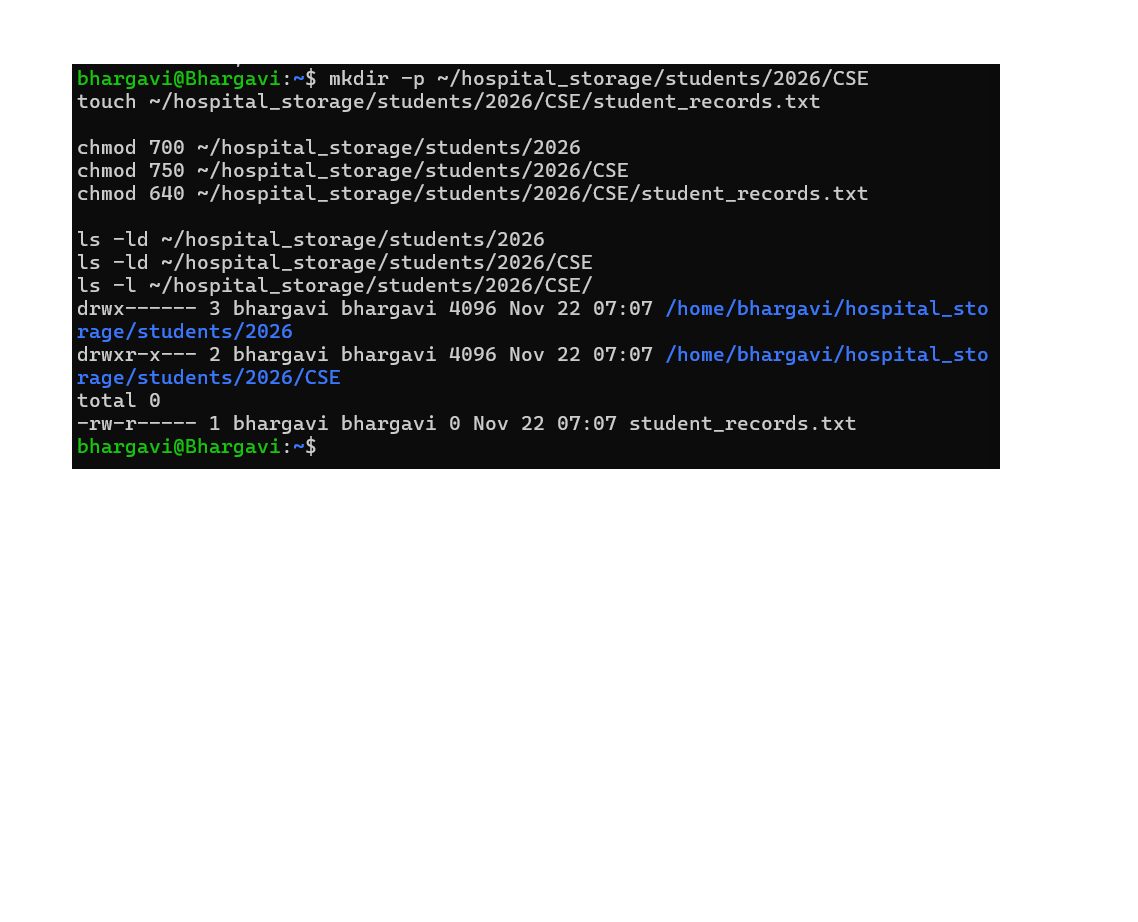 bhargavi@Bhargavi:~$ mkdir -p ~/hospital_storage/students/2026/CSE
touch ~/hospital_storage/students/2026/CSE/student_records.txt
chmod 700 ~/hospital_storage/students/2026
chmod 750 ~/hospital_storage/students/2026/CSE
chmod 640 ~/hospital_storage/students/2026/CSE/student_records.txt
ls -ld ~/hospital_storage/students/2026
ls -ld ~/hospital_storage/students/2026/CSE
ls -l ~/hospital_storage/students/2026/CSE/
drwx------ 3 bhargavi bhargavi 4096 Nov 22 07:07 /home/bhargavi/hospital_sto
rage/students/2026
drwxr-x--- 2 bhargavi bhargavi 4096 Nov 22 07:07 /home/bhargavi/hospital_sto
rage/students/2026/CSE
total 0
-rw-r----- 1 bhargavi bhargavi 0 Nov 22 07:07 student_records.txt
bhargavi@Bhargavi:~$